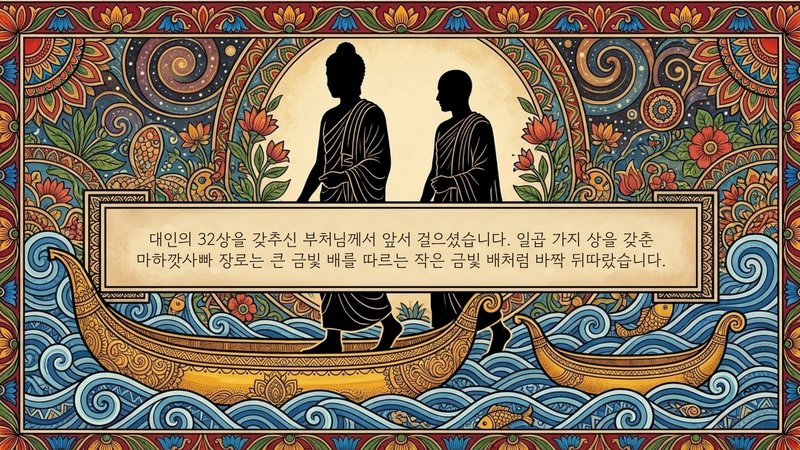 대인의 32상을 갖추신 부처님께서 앞서 걸으셨습니다. 일곱 가지 상을 갖춘
마하깟사빠 장로는 큰 금빛 배를 따르는 작은 금빛 배처럼 바짝 뒤따랐습니다.